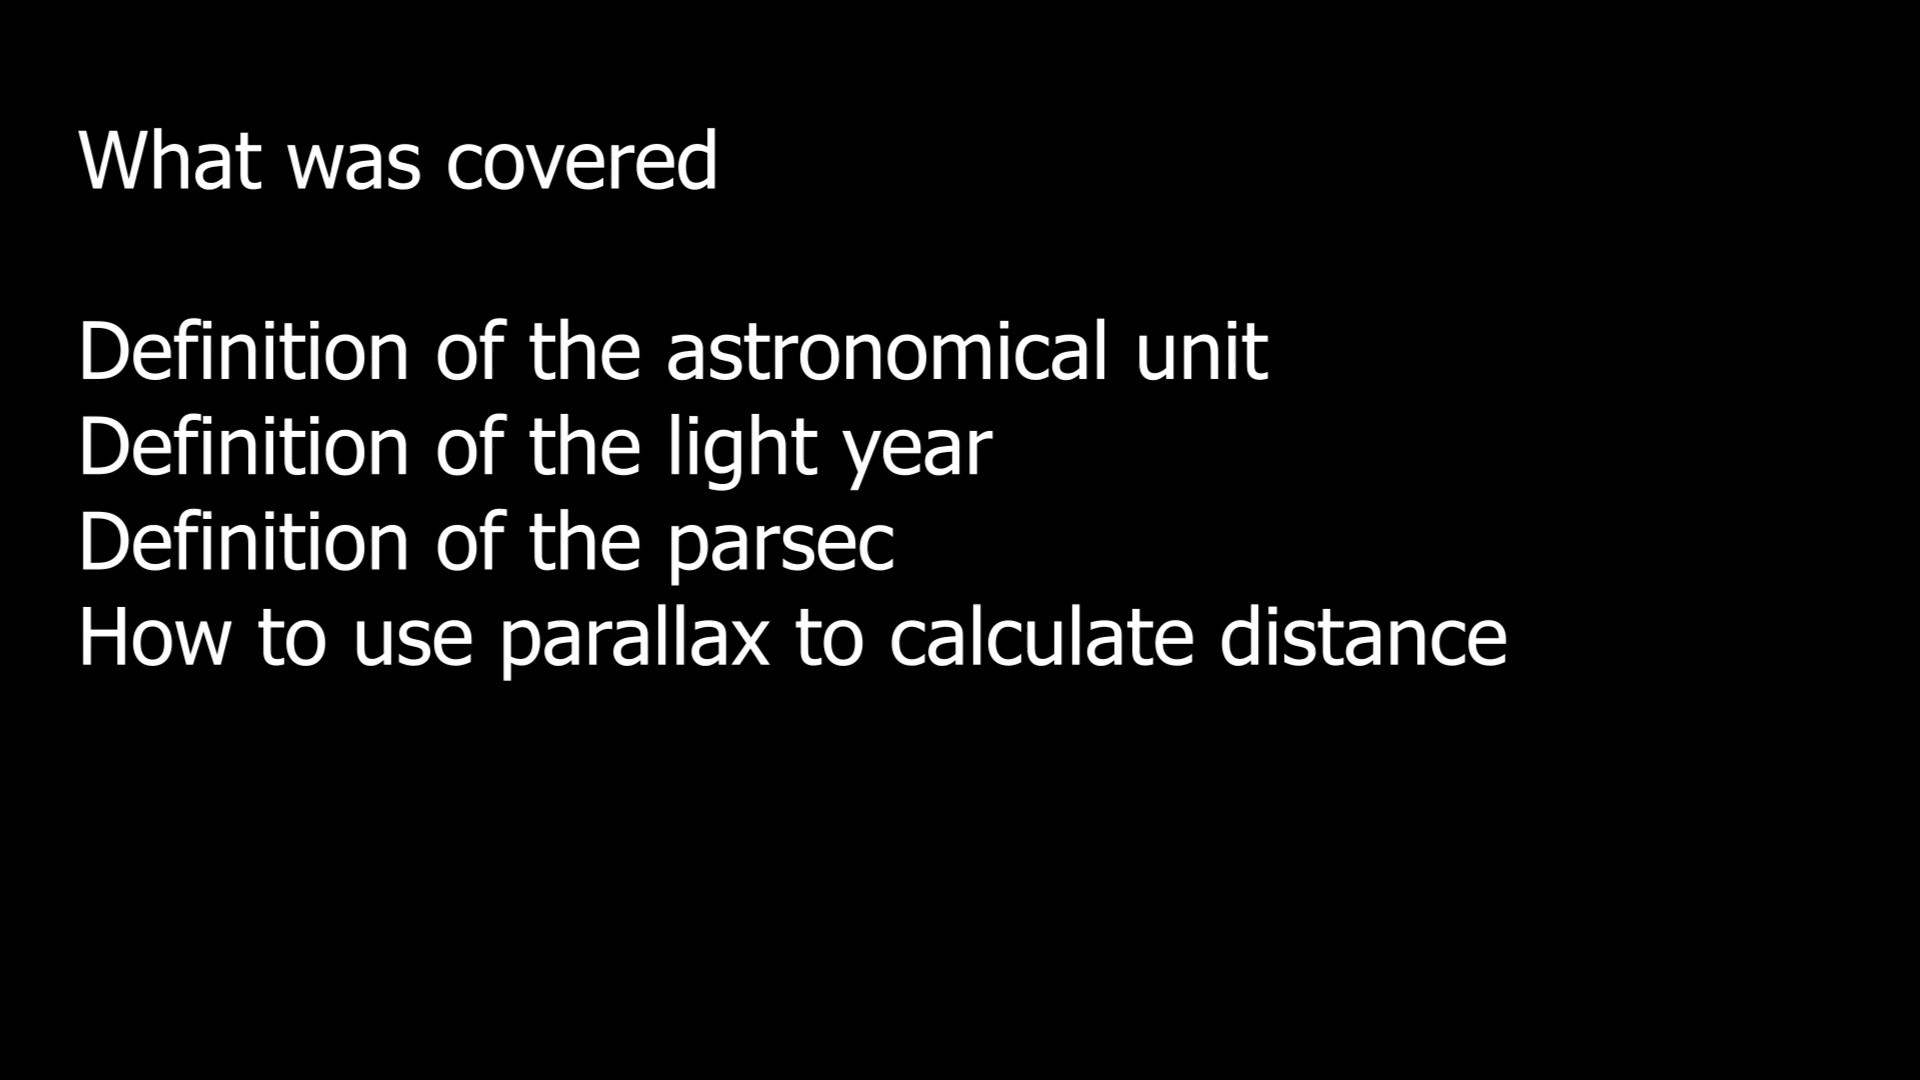 What was covered
Definition of the astronomical unit
Definition of the light year
Definition of the parsec
How to use parallax to calculate distance